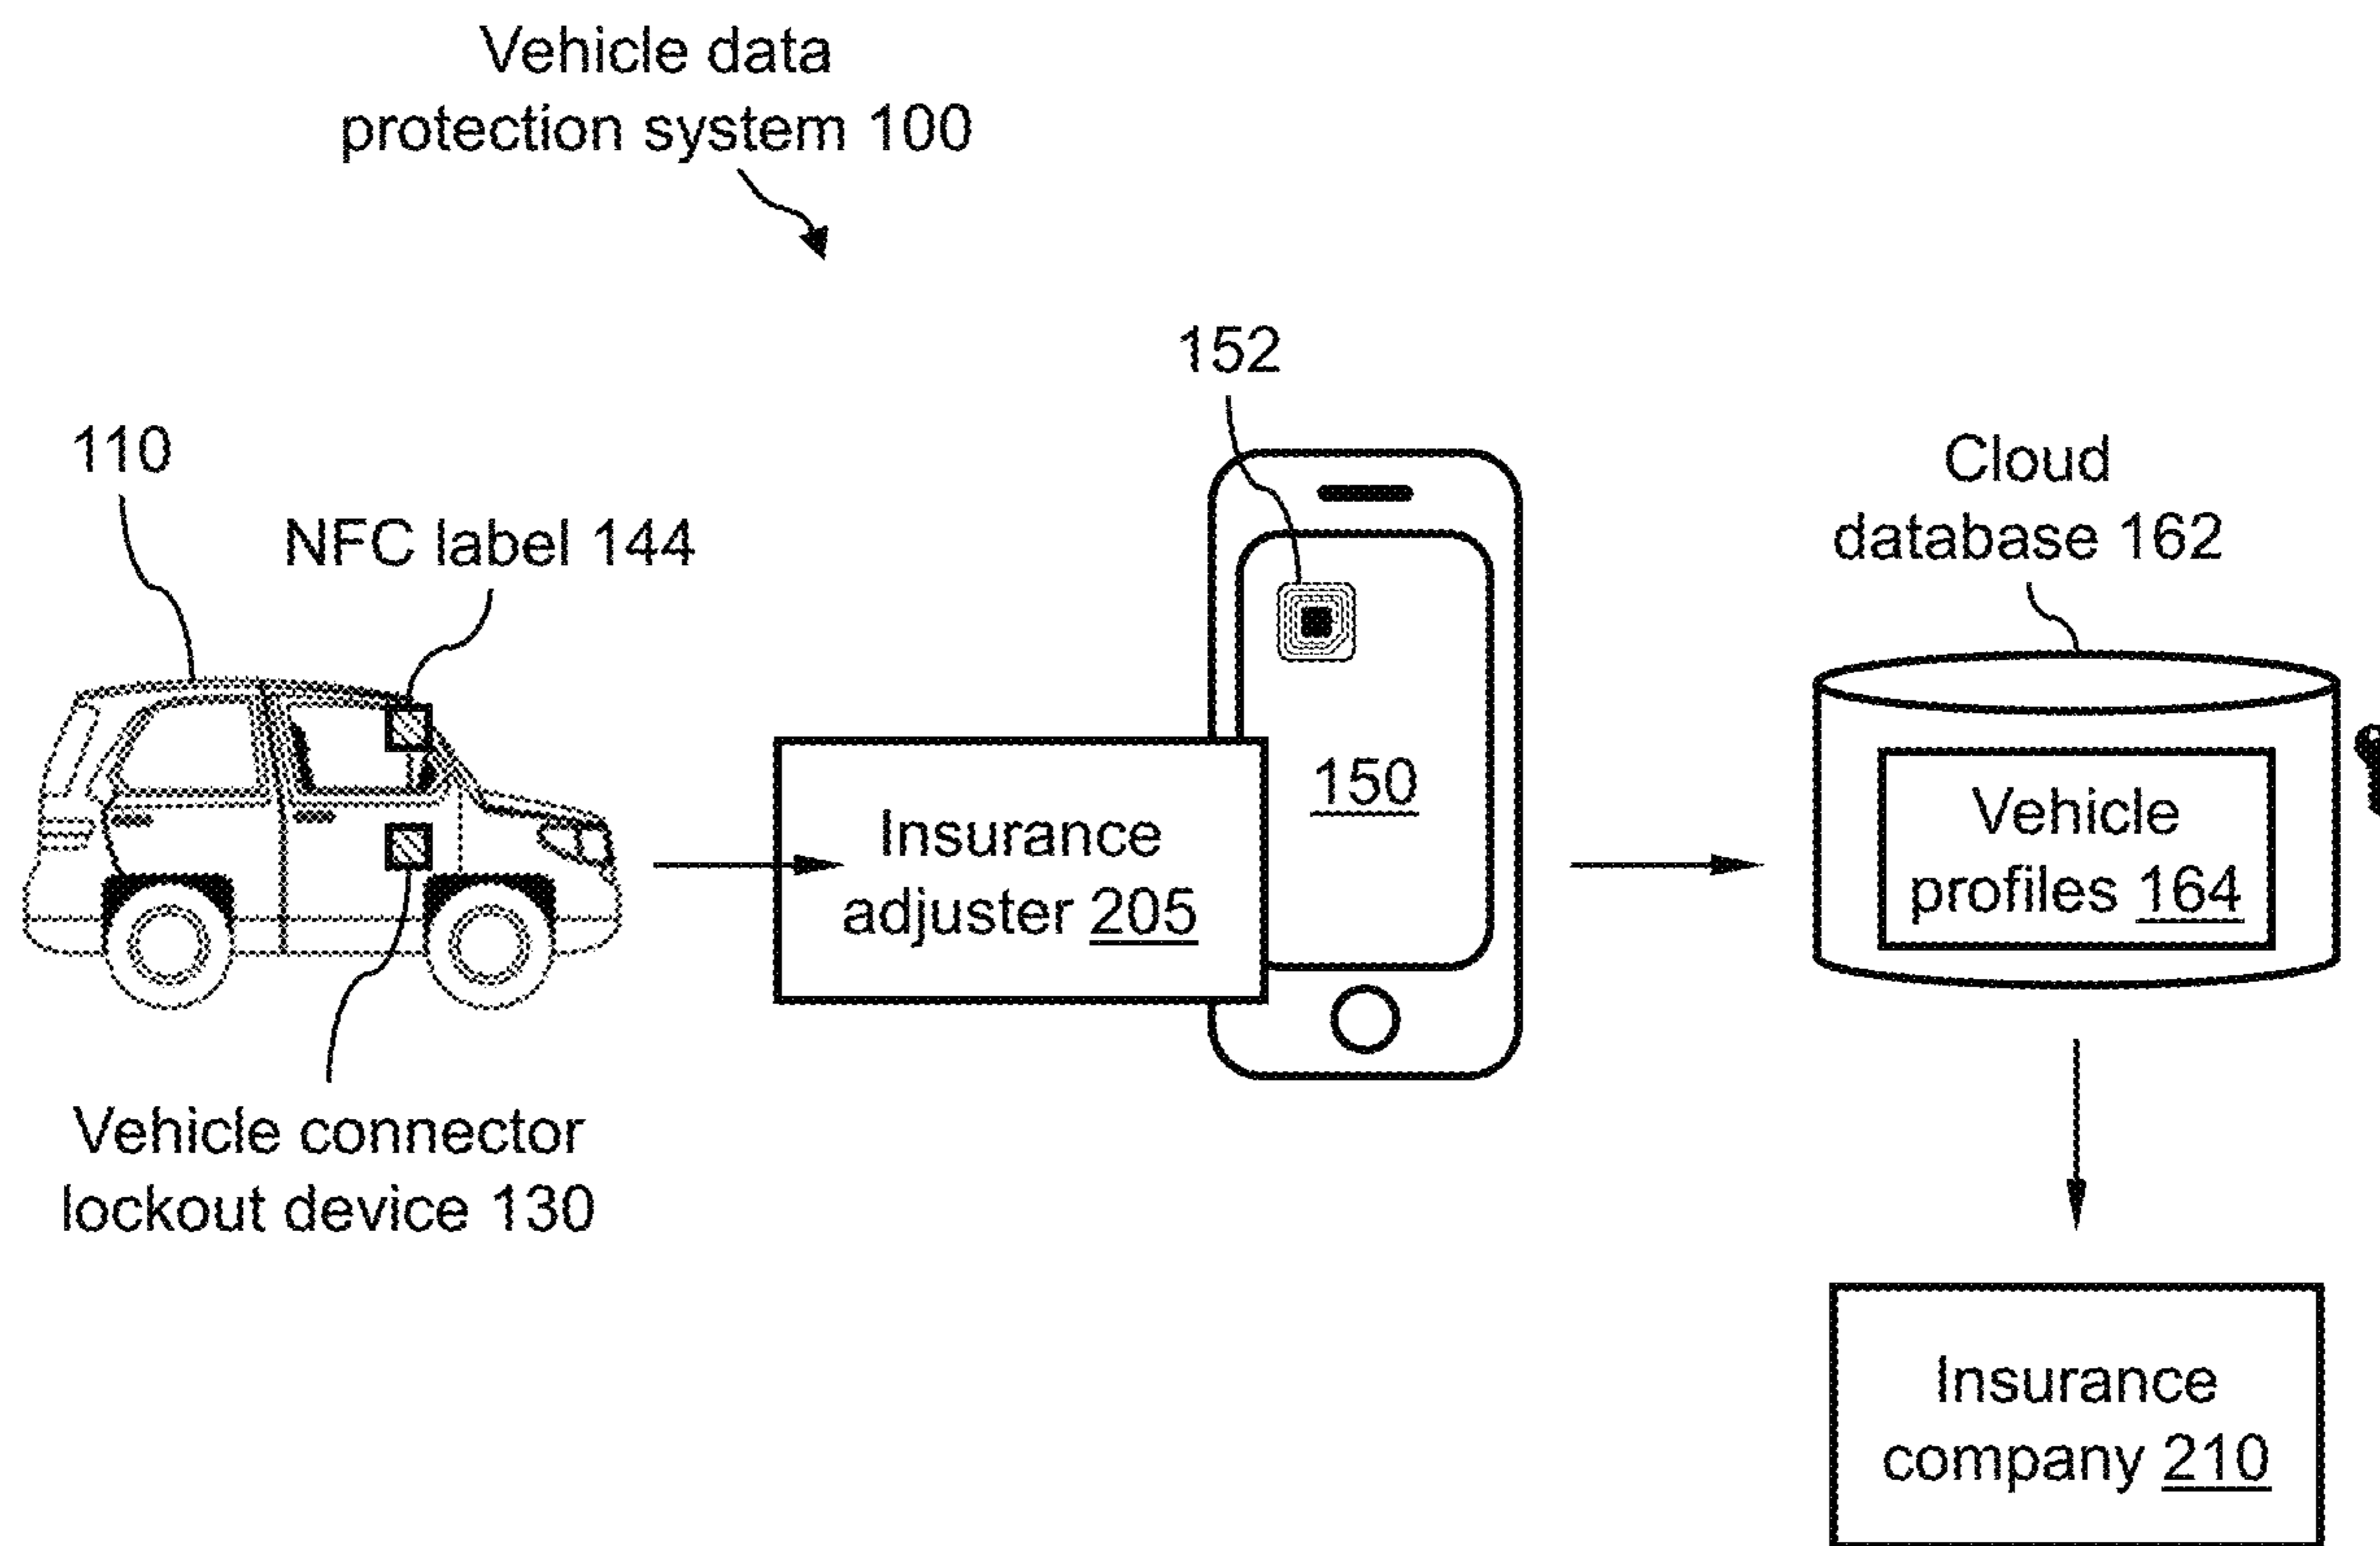 Vehicle data
protection system 100
152
110
NFC label 144
Cloud
database 162
150
Vehicle
profiles 164
Insurance
adjuster 205
Vehicle connector
lockout device 130
Insurance
company 210